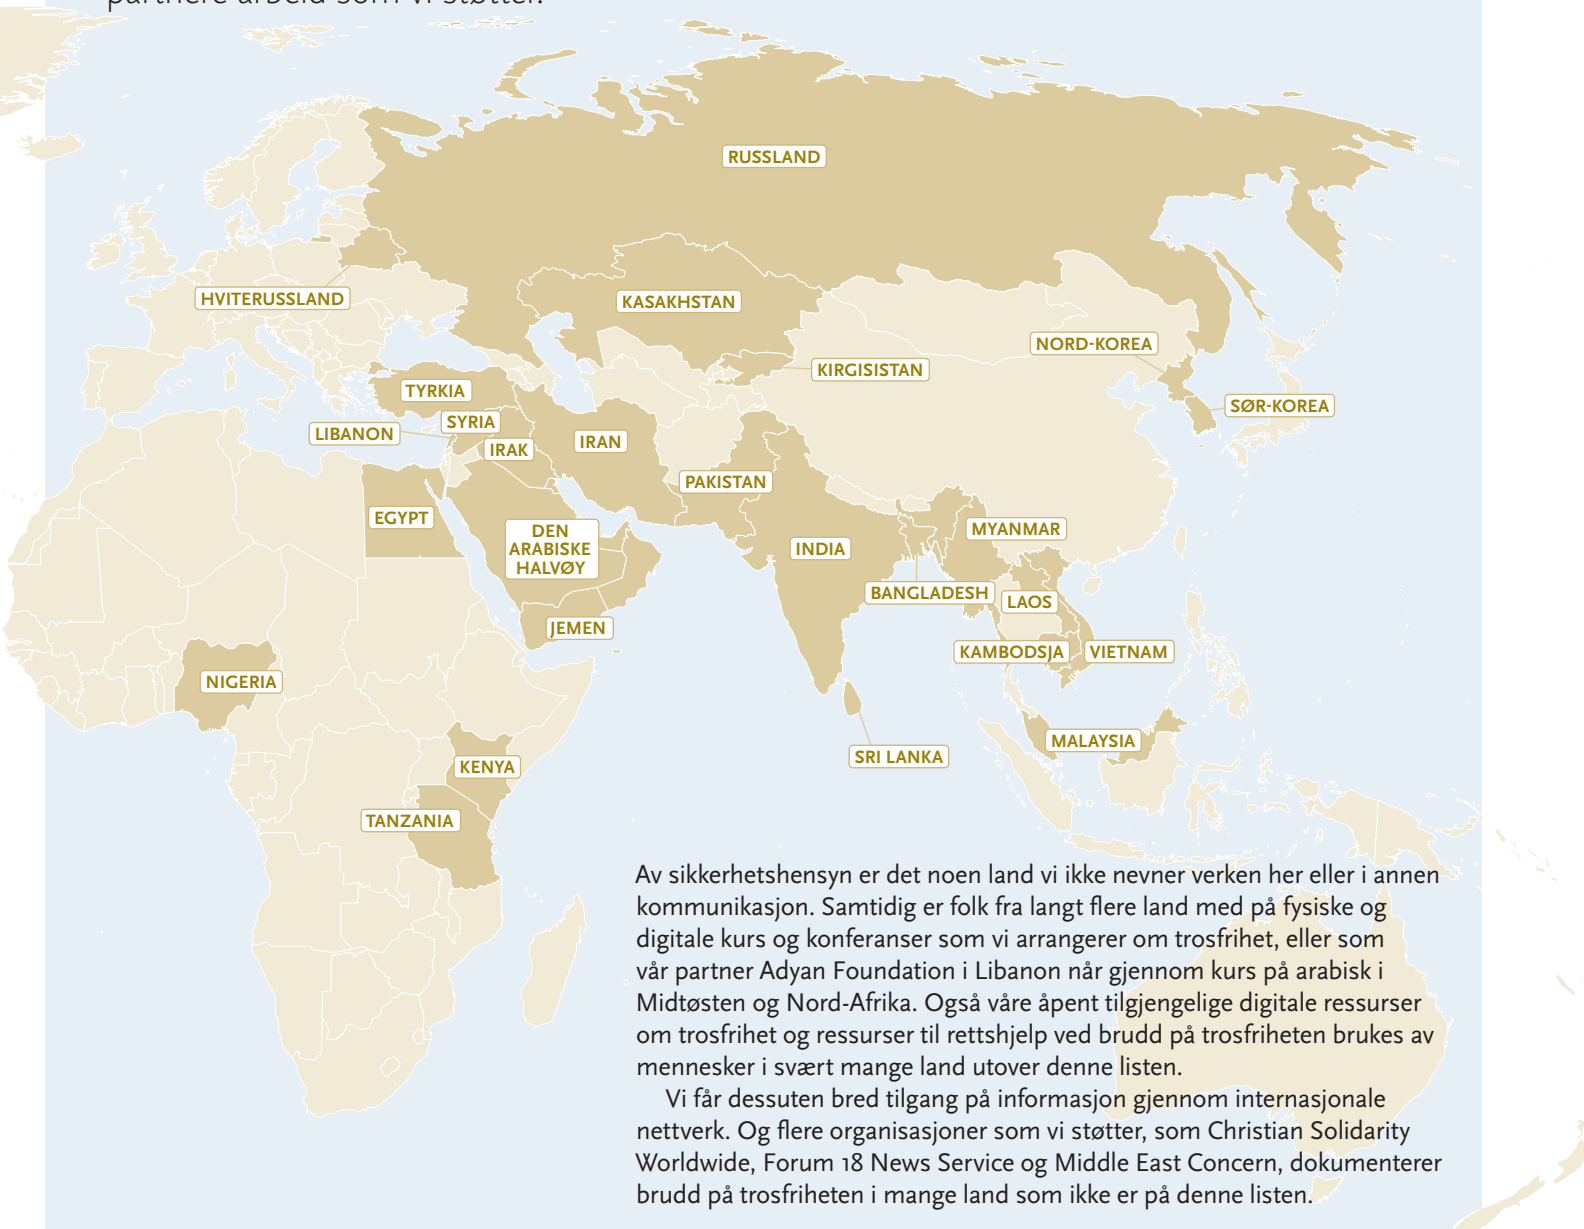 partnere arbeid som vi støtter.
RUSSLAND
HVITERUSSLAND
KASAKHSTAN
NORD-KOREA
KIRGISISTAN
TYRKIA
SØR-KOREA
SYRIA
LIBANON
IRAN
IRAK
PAKISTAN
EGYPT
DEN
ARABISKE
HALVØY
MYANMAR
INDIA
BANGLADESH
LAOS
JEMEN
KAMBODSJA
VIETNAM
NIGERIA
MALAYSIA
SRI LANKA
KENYA
TANZANIA
Av sikkerhetshensyn er det noen land vi ikke nevner verken her eller i annen
kommunikasjon. Samtidig er folk fra langt flere land med på fysiske og
digitale kurs og konferanser som vi arrangerer om trosfrihet, eller som
vår partner Adyan Foundation i Libanon når gjennom kurs på arabisk i
Midtøsten og Nord-Afrika. Også våre åpent tilgjengelige digitale ressurser
om trosfrihet og ressurser til rettshjelp ved brudd på trosfriheten brukes av
mennesker i svært mange land utover denne listen.
Vi får dessuten bred tilgang på informasjon gjennom internasjonale
nettverk. Og flere organisasjoner som vi støtter, som Christian Solidarity
Worldwide, Forum 18 News Service og Middle East Concern, dokumenterer
brudd på trosfriheten i mange land som ikke er på denne listen.